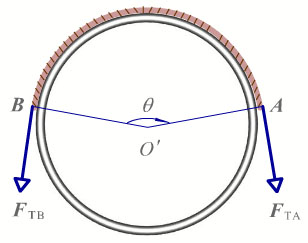 θ
B A
O′
F_TB F_TA